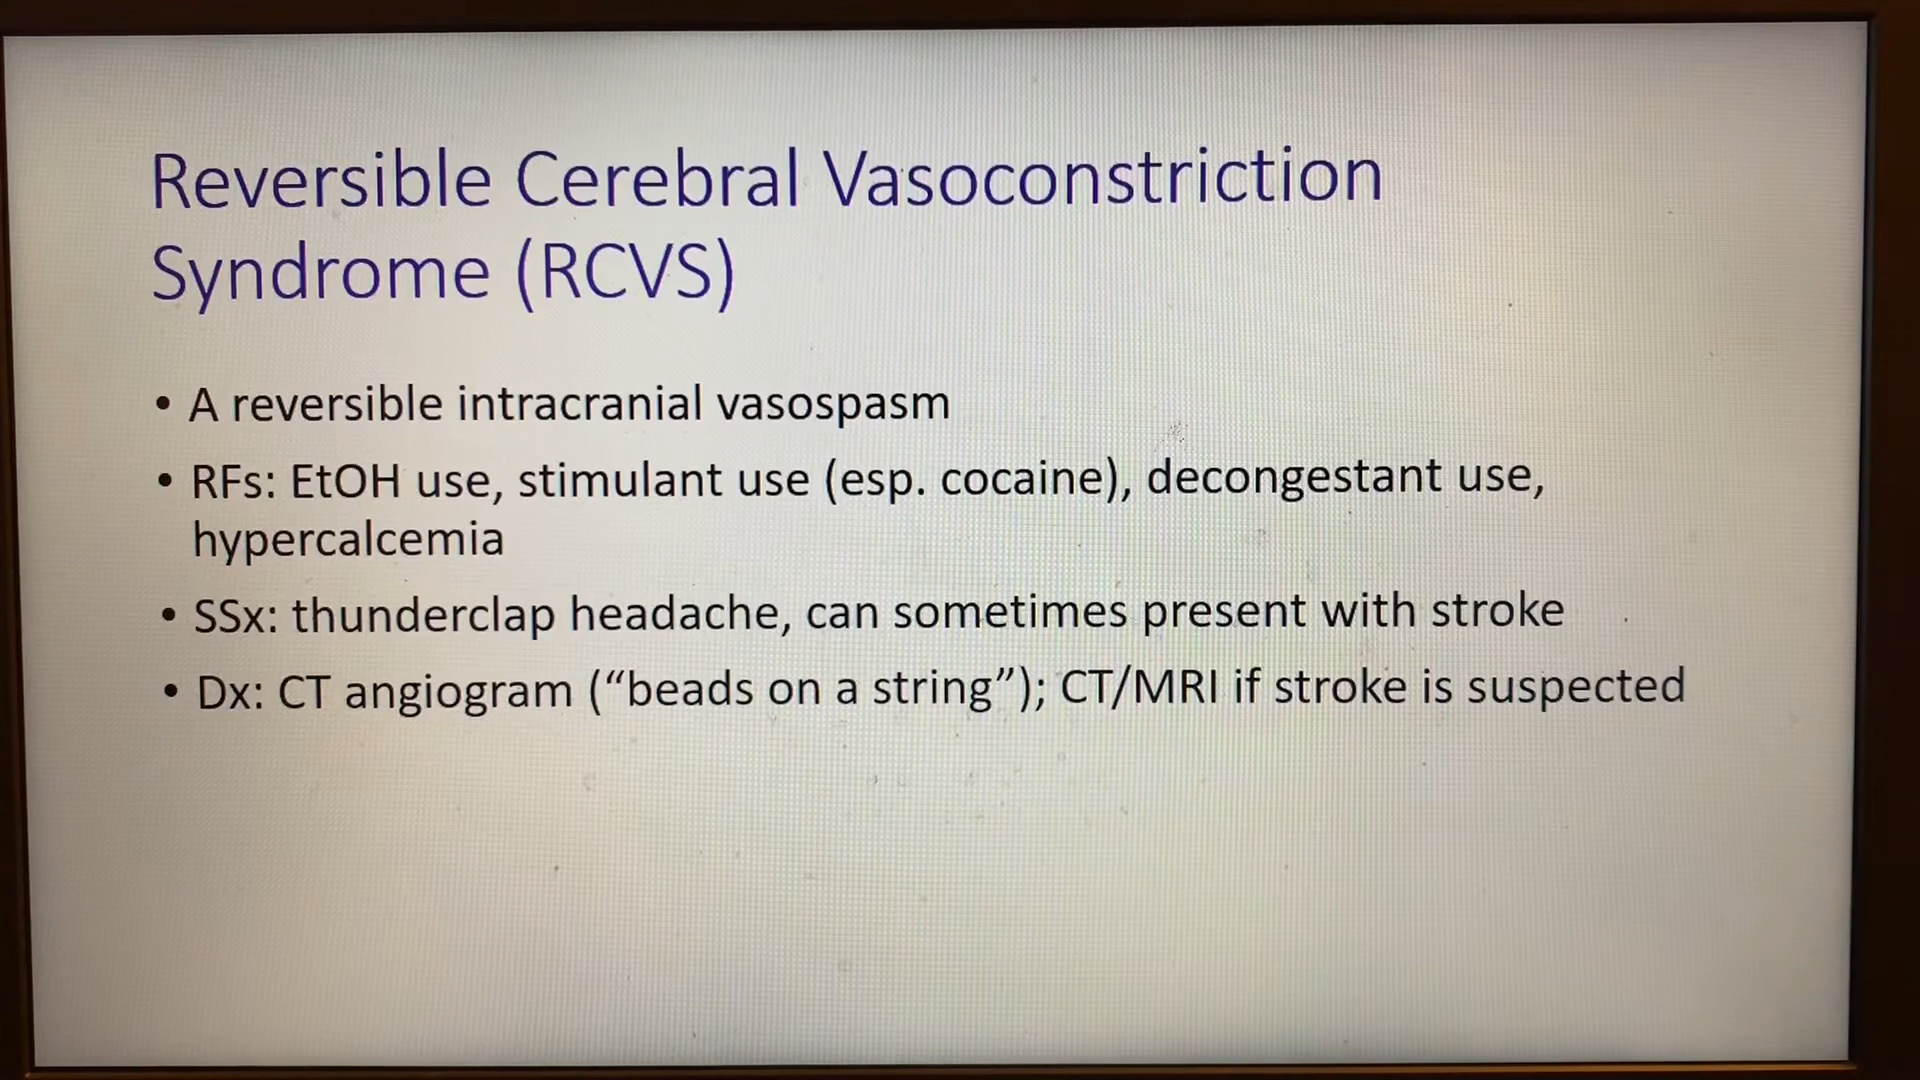 Reversible Cerebral Vasoconstriction
Syndrome (RCVS)
• A reversible intracranial vasospasm
• RFs: EtOH use, stimulant use (esp. cocaine), decongestant use,
hypercalcemia
• SSx: thunderclap headache, can sometimes present with stroke
• Dx: CT angiogram (“beads on a string”); CT/MRI if stroke is suspected